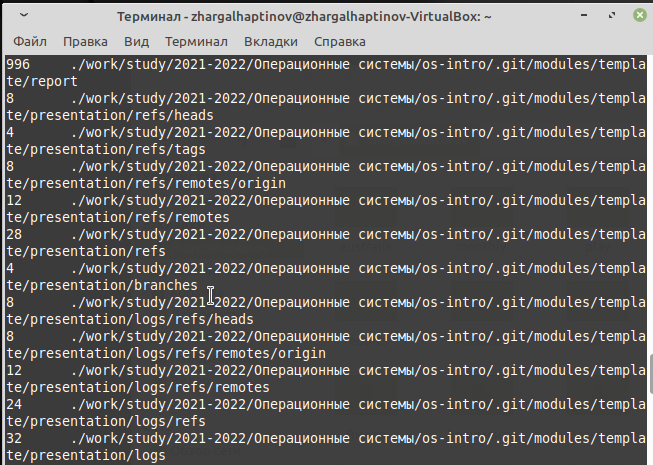 Терминал - zhargalhaptinov@zhargalhaptinov-VirtualBox: ~
Файл Правка Вид Терминал Вкладки Справка
996 ./work/study/2021-2022/Операционные системы/os-intro/.git/modules/templa
te/report
8 ./work/study/2021-2022/Операционные системы/os-intro/.git/modules/templa
te/presentation/refs/heads
4 ./work/study/2021-2022/Операционные системы/os-intro/.git/modules/templa
te/presentation/refs/tags
8 ./work/study/2021-2022/Операционные системы/os-intro/.git/modules/templa
te/presentation/refs/remotes/origin
12 ./work/study/2021-2022/Операционные системы/os-intro/.git/modules/templa
te/presentation/refs/remotes
28 ./work/study/2021-2022/Операционные системы/os-intro/.git/modules/templa
te/presentation/refs
4 ./work/study/2021-2022/Операционные системы/os-intro/.git/modules/templa
te/presentation/branches
8 ./work/study/2021-2022/Операционные системы/os-intro/.git/modules/templa
te/presentation/logs/refs/heads
8 ./work/study/2021-2022/Операционные системы/os-intro/.git/modules/templa
te/presentation/logs/refs/remotes/origin
12 ./work/study/2021-2022/Операционные системы/os-intro/.git/modules/templa
te/presentation/logs/refs/remotes
24 ./work/study/2021-2022/Операционные системы/os-intro/.git/modules/templa
te/presentation/logs/refs
32 ./work/study/2021-2022/Операционные системы/os-intro/.git/modules/templa
te/presentation/logs